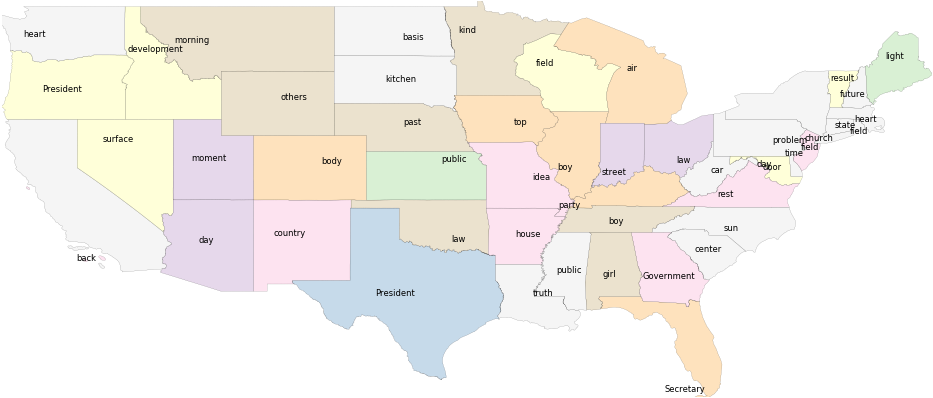 heart
morning
basis
kind
development
field
air
light
kitchen
result
President
others
future
past
top
heart
state
field
surface
problem
church
field
time
moment
body
public
boy
law
day
door
idea
street
car
rest
party
boy
day
country
law
house
sun
center
back
public
girl
Government
President
truth
Secretary